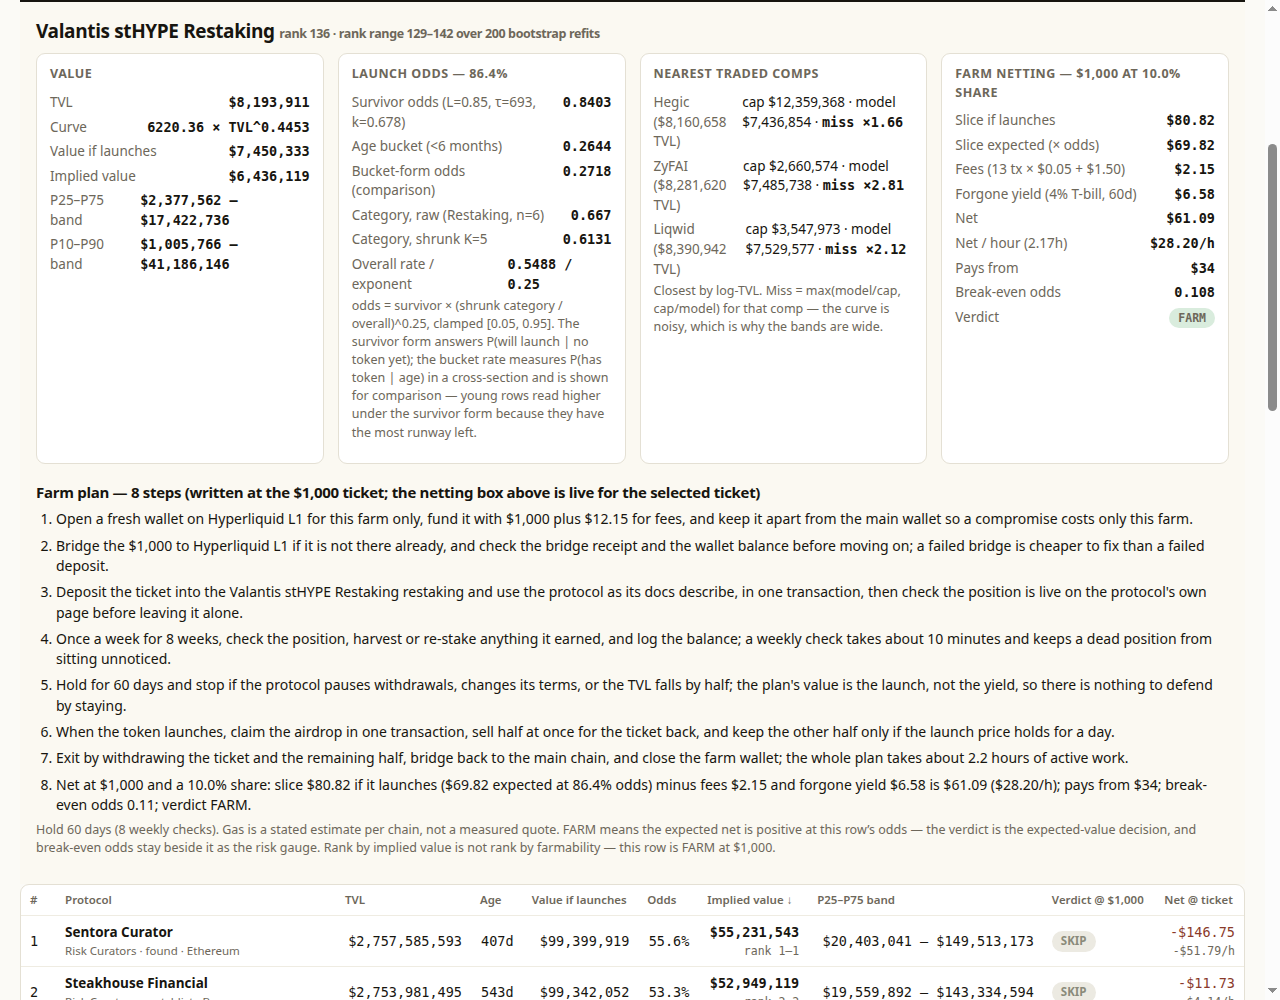 Valantis stHYPE Restaking rank 136 · rank range 129–142 over 200 bootstrap refits
VALUE
TVL $8,193,911
Curve 6220.36 × TVL^0.4453
Value if launches $7,450,333
Implied value $6,436,119
P25–P75 band $2,377,562 –
$17,422,736
P10–P90 band $1,005,766 –
$41,186,146
LAUNCH ODDS — 86.4%
Survivor odds (L=0.85, τ=693, 0.8403
k=0.678)
Age bucket (<6 months) 0.2644
Bucket-form odds 0.2718
(comparison)
Category, raw (Restaking, n=6) 0.667
Category, shrunk K=5 0.6131
Overall rate / 0.5488 /
exponent 0.25
odds = survivor × (shrunk category /
overall)^0.25, clamped [0.05, 0.95]. The
survivor form answers P(will launch | no
token yet); the bucket rate measures P(has
token | age) in a cross-section and is shown
for comparison — young rows read higher
under the survivor form because they have
the most runway left.
NEAREST TRADED COMPS
Hegic cap $12,359,368 · model
($8,160,658 $7,436,854 · miss ×1.66
TVL)
ZyFAI cap $2,660,574 · model
($8,281,620 $7,485,738 · miss ×2.81
TVL)
Liqwid cap $3,547,973 · model
($8,390,942 $7,529,577 · miss ×2.12
TVL)
Closest by log-TVL. Miss = max(model/cap,
cap/model) for that comp — the curve is
noisy, which is why the bands are wide.
FARM NETTING — $1,000 AT 10.0%
SHARE
Slice if launches $80.82
Slice expected (× odds) $69.82
Fees (13 tx × $0.05 + $1.50) $2.15
Forgone yield (4% T-bill, 60d) $6.58
Net $61.09
Net / hour (2.17h) $28.20/h
Pays from $34
Break-even odds 0.108
Verdict FARM
Farm plan — 8 steps (written at the $1,000 ticket; the netting box above is live for the selected ticket)
1. Open a fresh wallet on Hyperliquid L1 for this farm only, fund it with $1,000 plus $12.15 for fees, and keep it apart from the main wallet so a compromise costs only this farm.
2. Bridge the $1,000 to Hyperliquid L1 if it is not there already, and check the bridge receipt and the wallet balance before moving on; a failed bridge is cheaper to fix than a failed
deposit.
3. Deposit the ticket into the Valantis stHYPE Restaking restaking and use the protocol as its docs describe, in one transaction, then check the position is live on the protocol's own
page before leaving it alone.
4. Once a week for 8 weeks, check the position, harvest or re-stake anything it earned, and log the balance; a weekly check takes about 10 minutes and keeps a dead position from
sitting unnoticed.
5. Hold for 60 days and stop if the protocol pauses withdrawals, changes its terms, or the TVL falls by half; the plan's value is the launch, not the yield, so there is nothing to defend
by staying.
6. When the token launches, claim the airdrop in one transaction, sell half at once for the ticket back, and keep the other half only if the launch price holds for a day.
7. Exit by withdrawing the ticket and the remaining half, bridge back to the main chain, and close the farm wallet; the whole plan takes about 2.2 hours of active work.
8. Net at $1,000 and a 10.0% share: slice $80.82 if it launches ($69.82 expected at 86.4% odds) minus fees $2.15 and forgone yield $6.58 is $61.09 ($28.20/h); pays from $34; break-
even odds 0.11; verdict FARM.
Hold 60 days (8 weekly checks). Gas is a stated estimate per chain, not a measured quote. FARM means the expected net is positive at this row's odds — the verdict is the expected-value decision, and
break-even odds stay beside it as the risk gauge. Rank by implied value is not rank by farmability — this row is FARM at $1,000.
# Protocol TVL Age Value if launches Odds Implied value ↓ P25–P75 band Verdict @ $1,000 Net @ ticket
1 Sentora Curator $2,757,585,593 407d $99,399,919 55.6% $55,231,543 $20,403,041 – $149,513,173 SKIP -$146.75
Risk Curators · found · Ethereum rank 1–1 -$51.79/h
2 Steakhouse Financial $2,753,981,495 543d $99,342,052 53.3% $52,949,119 $19,559,892 – $143,334,594 SKIP -$11.73